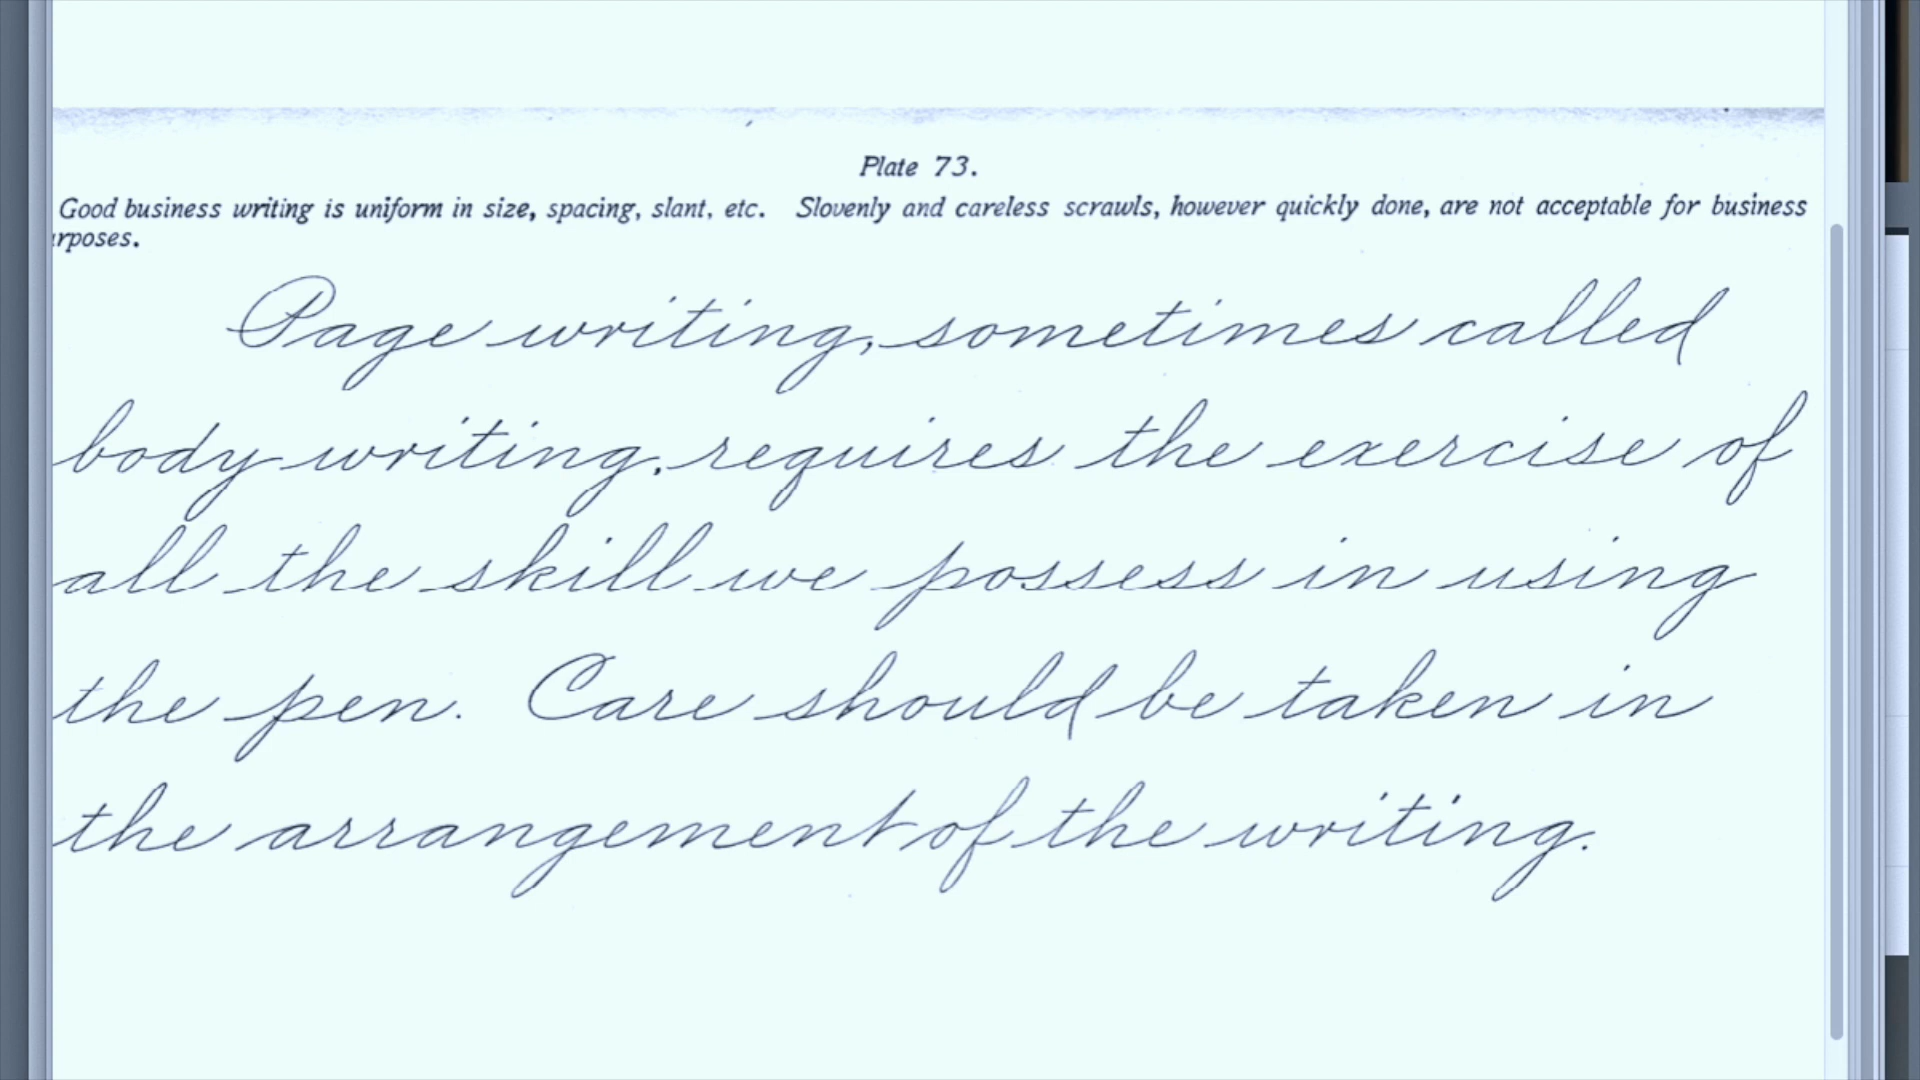 Plate 73.
Good business writing is uniform in size, spacing, slant, etc. Slovenly and careless scrawls, however quickly done, are not acceptable for business
rposes.
Page writing, sometimes called
body writing, requires the exercise of
all the skill we possess in using
the pen. Care should be taken in
the arrangement of the writing.